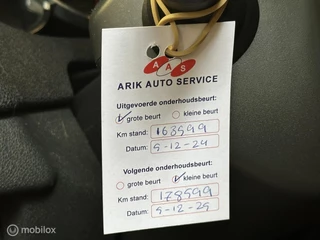 AAS
ARIK AUTO SERVICE
Uitgevoerde onderhoudsbeurt:
grote beurt kleine beurt
Km stand: 168599
Datum: 5-12-24
Volgende onderhoudsbeurt:
grote beurt kleine beurt
Km stand: 178599
Datum: 5-12-25
mobilox